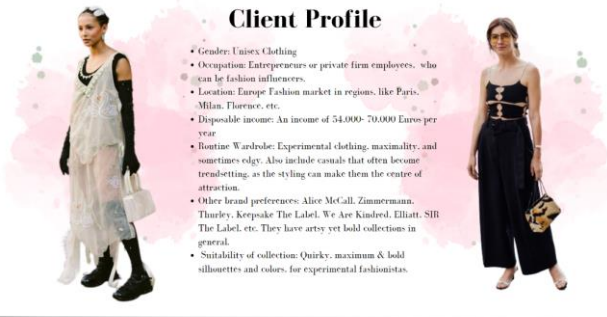 Client Profile
• Gender: Unisex Clothing
• Occupation: Entrepreneurs or private firm employees, who
can be fashion influencers.
• Location: Europe Fashion market in regions, like Paris,
Milan, Florence, etc.
• Disposable income: An income of 54,000- 70,000 Euros per
year
• Routine Wardrobe: Experimental clothing, maximality, and
sometimes edgy. Also include casuals that often become
trendsetting, as the styling can make them the centre of
attraction.
• Other brand preferences: Alice McCall, Zimmermann,
Thurley, Keepsake The Label, We Are Kindred, Elliatt, SIR
The Label, etc. They have artsy yet bold collections in
general.
• Suitability of collection: Quirky, maximum & bold
silhouettes and colors, for experimental fashionistas.